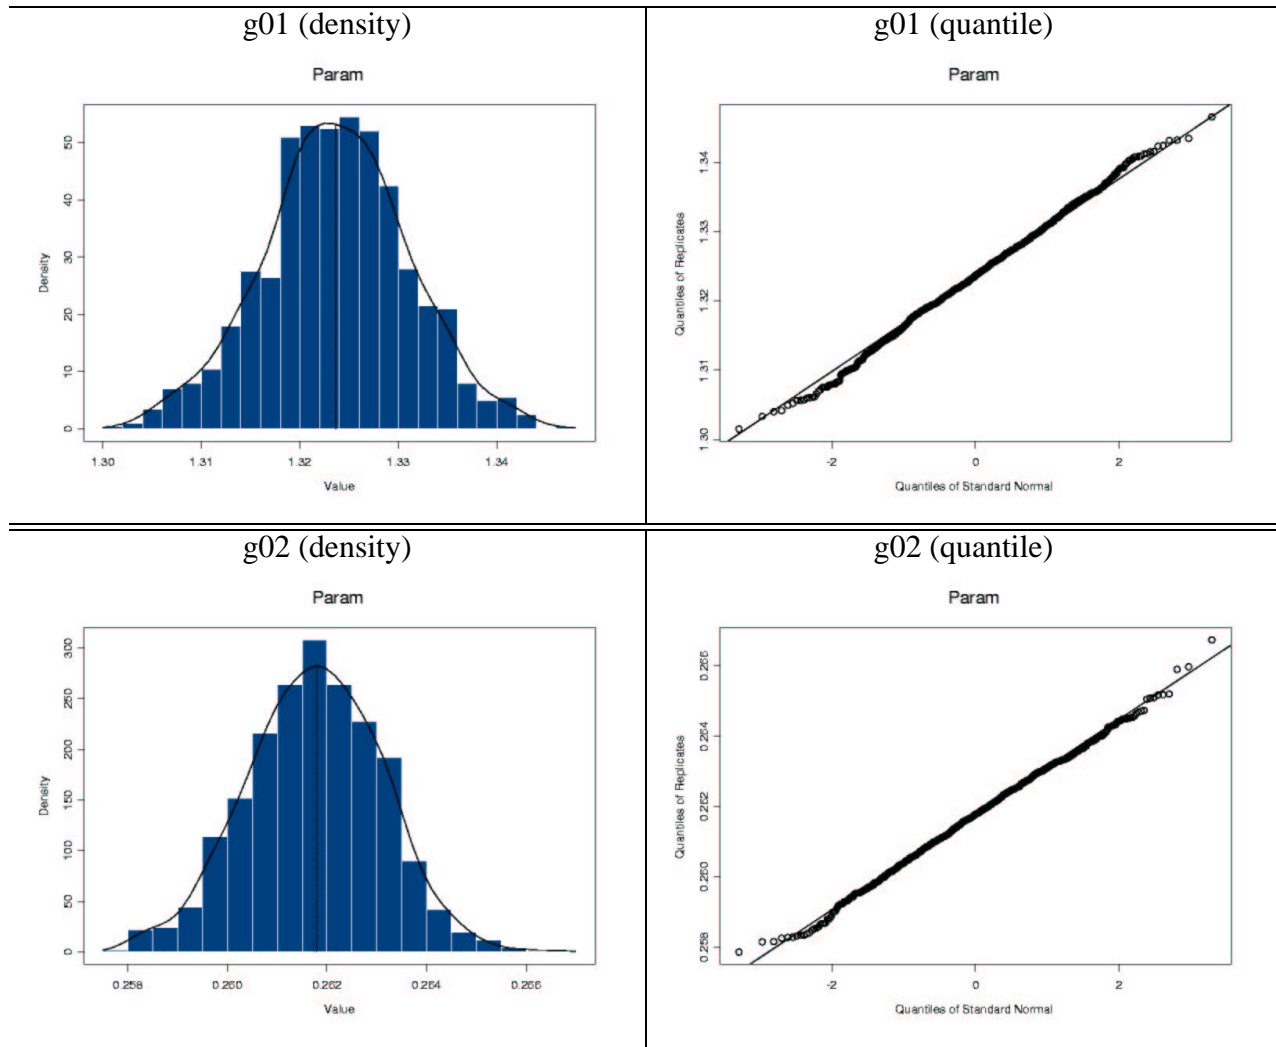 g01 (density)
Param
Density
0
10
20
30
40
50
1.30 1.31 1.32 1.33 1.34
Value
g01 (quantile)
Param
Quantiles of Replicates
1.30
1.31
1.32
1.33
1.34
-2 0 2
Quantiles of Standard Normal
g02 (density)
Param
Density
0
50
100
150
200
250
300
0.258 0.260 0.262 0.264 0.266
Value
g02 (quantile)
Param
Quantiles of Replicates
0.258
0.260
0.262
0.264
0.266
-2 0 2
Quantiles of Standard Normal